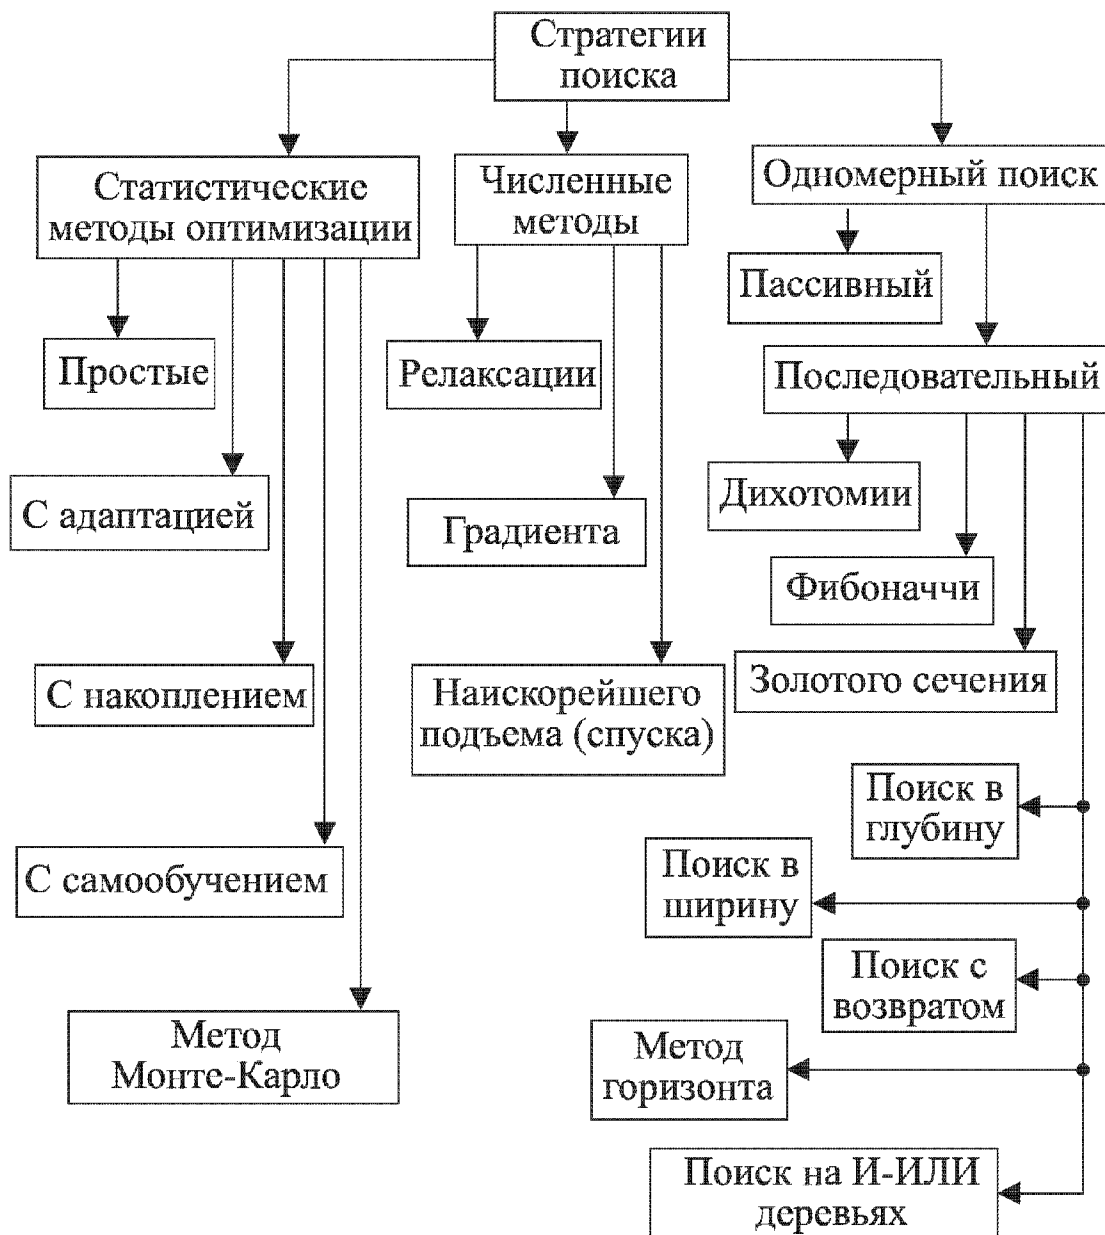 Стратегии
поиска
Статистические
методы оптимизации
Численные
методы
Одномерный поиск
Пассивный
Простые
Релаксации
Последовательный
С адаптацией
Градиента
Дихотомии
Фибоначчи
С накоплением
Наискорейшего
подъема (спуска)
Золотого сечения
Поиск в
глубину
С самообучением
Поиск в
ширину
Поиск с
возвратом
Метод
Монте-Карло
Метод
горизонта
Поиск на И-ИЛИ
деревьях